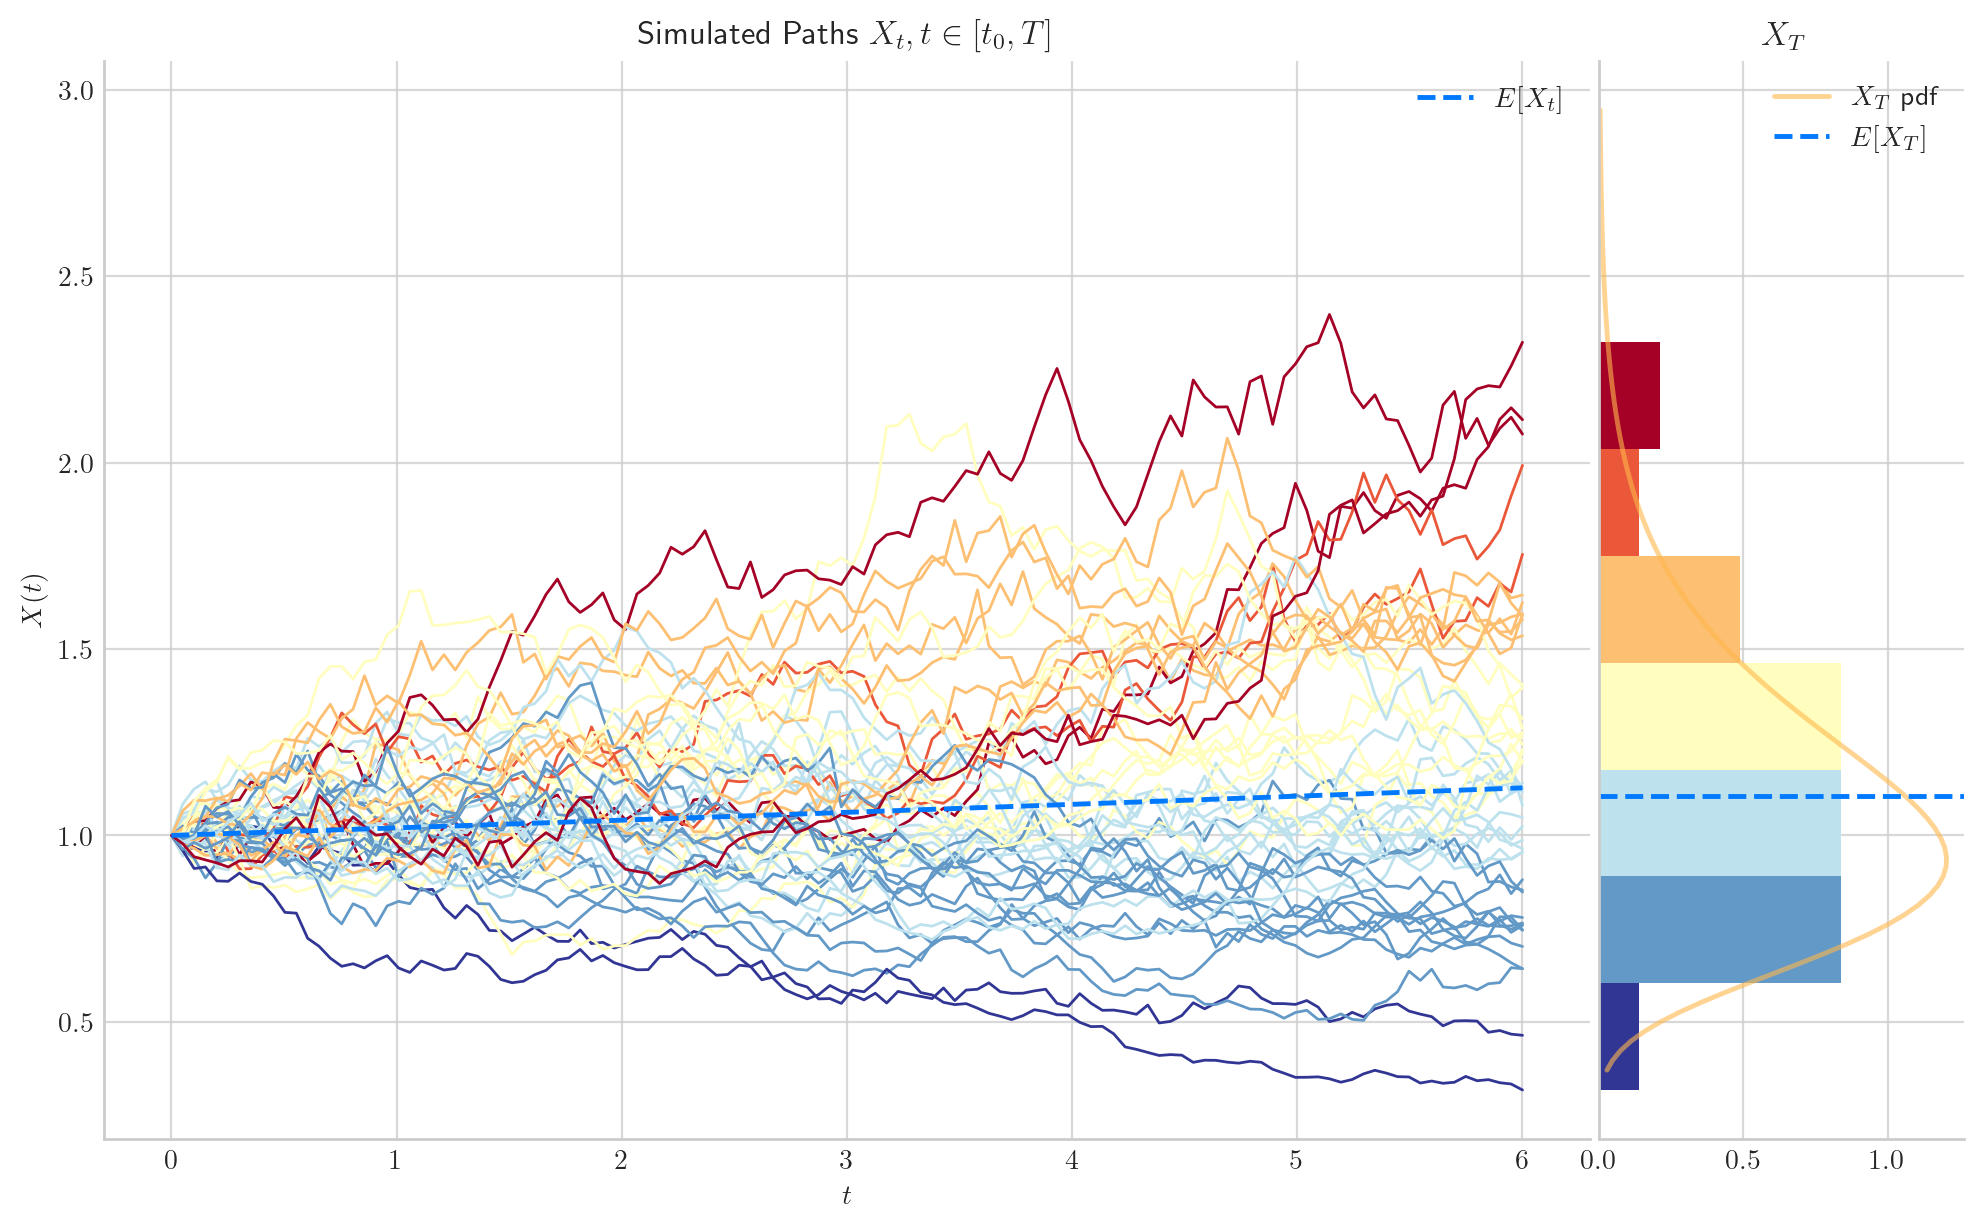 Simulated Paths $X_t, t \in [t_0, T]$
$X_T$
3.0
2.5
2.0
1.5
1.0
0.5
X(t)
$E[X_t]$
$X_T$ pdf
$E[X_T]$
0 1 2 3 4 5 6
t
0.0 0.5 1.0